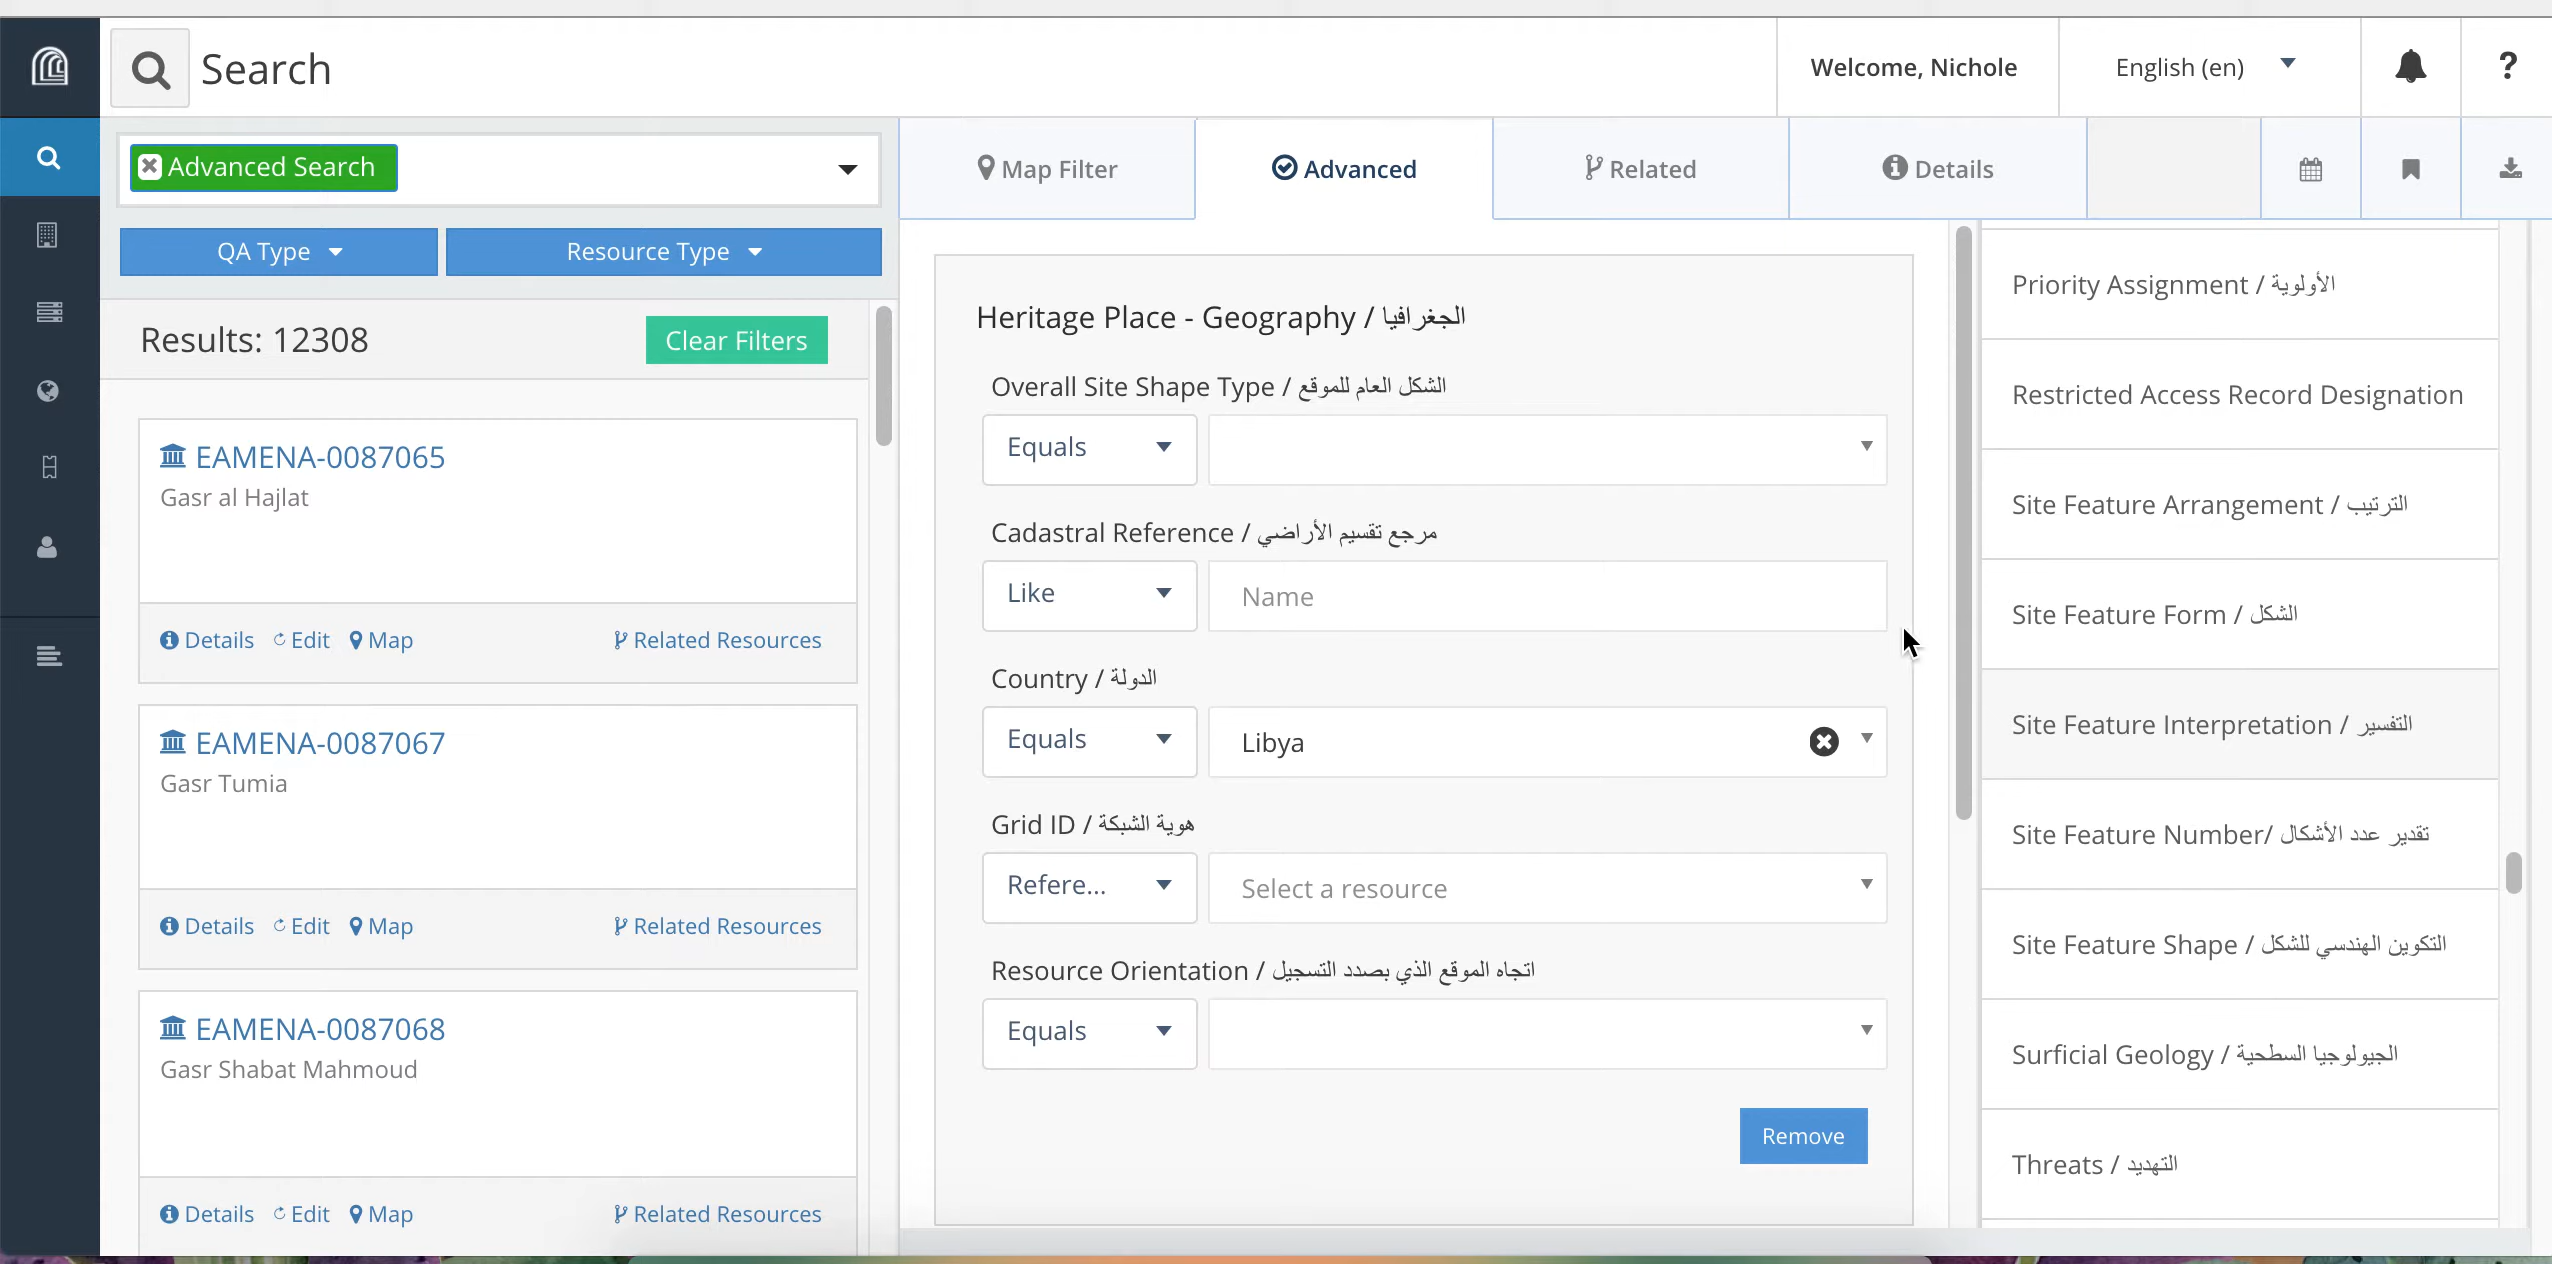 Search
Welcome, Nichole
English (en)
?
Advanced Search
QA Type
Resource Type
Results: 12308
Clear Filters
EAMENA-0087065
Gasr al Hajlat
Details Edit Map Related Resources
EAMENA-0087067
Gasr Tumia
Details Edit Map Related Resources
EAMENA-0087068
Gasr Shabat Mahmoud
Details Edit Map Related Resources
Map Filter
Advanced
Related
Details
Heritage Place - Geography / الجغرافيا
Overall Site Shape Type / الشكل العام للموقع
Equals
Cadastral Reference / مرجع تقسيم الأراضي
Like
Name
Country / الدولة
Equals
Libya
Grid ID / هوية الشبكة
Refere...
Select a resource
Resource Orientation / اتجاه الموقع الذي بصدد التسجيل
Equals
Remove
Priority Assignment / الأولوية
Restricted Access Record Designation
Site Feature Arrangement / الترتيب
Site Feature Form / الشكل
Site Feature Interpretation / التفسير
Site Feature Number/ تقدير عدد الأشكال
Site Feature Shape / التكوين الهندسي للشكل
Surficial Geology / الجيولوجيا السطحية
Threats / التهديد